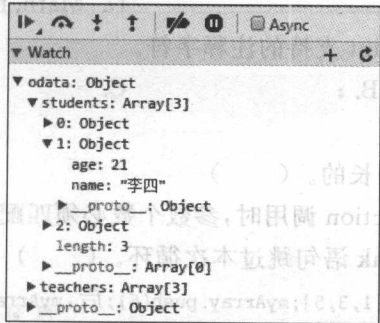 Async
Watch
odata: Object
students: Array[3]
0: Object
1: Object
age: 21
name: "李四"
__proto__: Object
2: Object
length: 3
__proto__: Array[0]
teachers: Array[3]
__proto__: Object